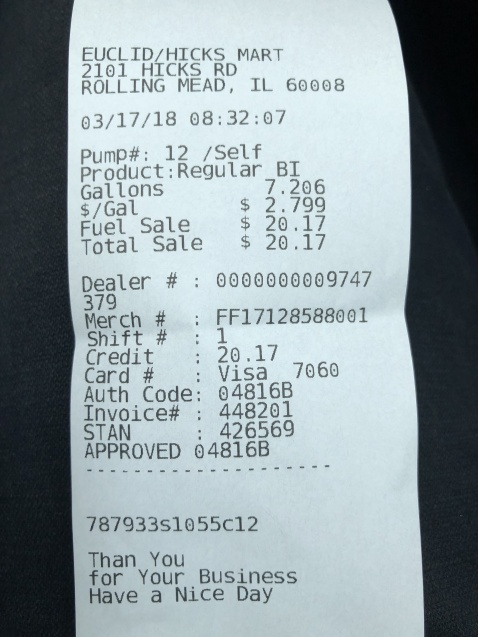 EUCLID/HICKS MART
2101 HICKS RD
ROLLING MEAD, IL 60008
03/17/18 08:32:07
Pump#: 12 /Self
Product:Regular BI
Gallons 7.206
$/Gal $ 2.799
Fuel Sale $ 20.17
Total Sale $ 20.17
Dealer # : 0000000009747
379
Merch # : FF17128588001
Shift # : 1
Credit : 20.17
Card # : Visa 7060
Auth Code: 04816B
Invoice# : 448201
STAN : 426569
APPROVED 04816B
---------------------
787933s1055c12
Than You
for Your Business
Have a Nice Day